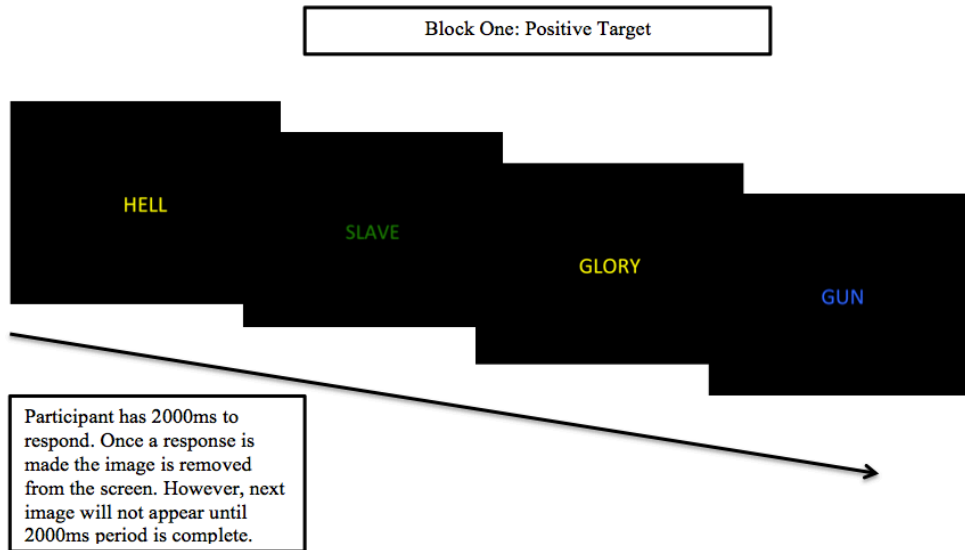 Block One: Positive Target
HELL
SLAVE
GLORY
GUN
Participant has 2000ms to
respond. Once a response is
made the image is removed
from the screen. However, next
image will not appear until
2000ms period is complete.